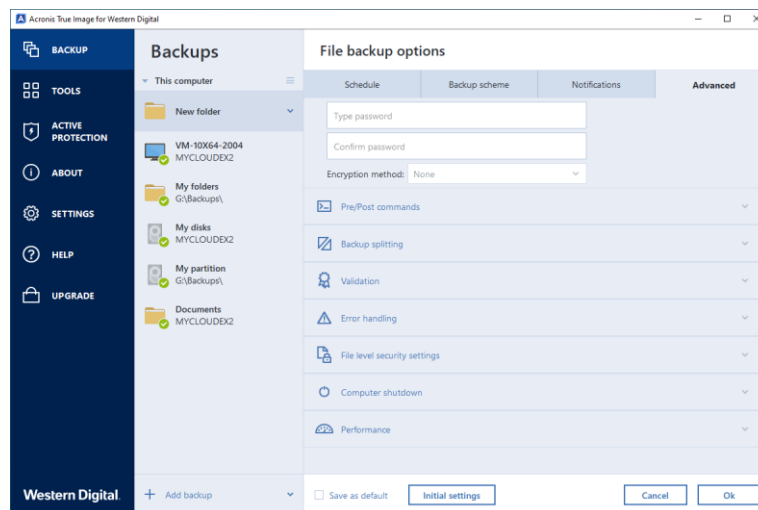 Acronis True Image for Western Digital
BACKUP
TOOLS
ACTIVE
PROTECTION
ABOUT
SETTINGS
HELP
UPGRADE
Western Digital.
Backups
This computer
New folder
VM-10X64-2004
MYCLOUDEX2
My folders
G:\Backups\
My disks
MYCLOUDEX2
My partition
G:\Backups\
Documents
MYCLOUDEX2
Add backup
File backup options
Schedule
Backup scheme
Notifications
Advanced
Type password
Confirm password
Encryption method: None
Pre/Post commands
Backup splitting
Validation
Error handling
File level security settings
Computer shutdown
Performance
Save as default
Initial settings
Cancel
Ok